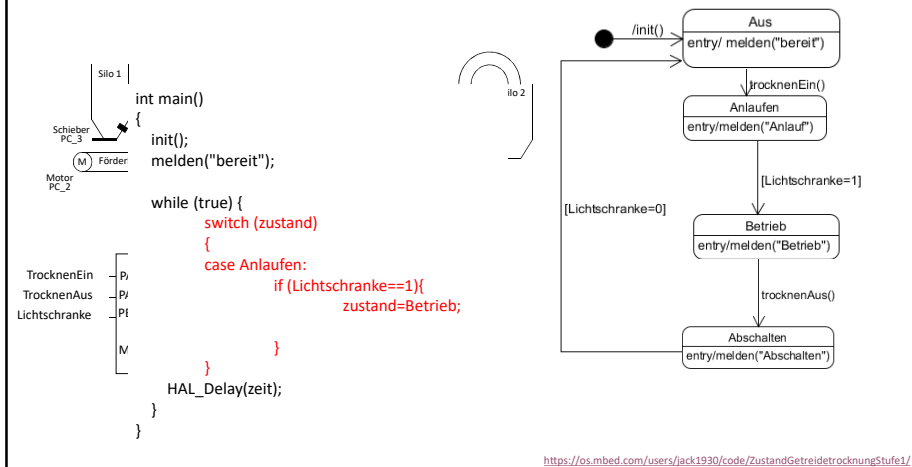 Silo 1
Schieber
PC_3
M
Förder
Motor
PC_2
TrocknenEin
TrocknenAus
Lichtschranke
PA
PA
PE
M
int main()
{
init();
melden("bereit");
while (true) {
switch (zustand)
{
case Anlaufen:
if (Lichtschranke==1){
zustand=Betrieb;
}
}
HAL_Delay(zeit);
}
}
ilo 2
/init()
Aus
entry/ melden("bereit")
trocknenEin()
Anlaufen
entry/melden("Anlauf")
[Lichtschranke=1]
[Lichtschranke=0]
Betrieb
entry/melden("Betrieb")
trocknenAus()
Abschalten
entry/melden("Abschalten")
https://os.mbed.com/users/jack1930/code/ZustandGetreidetrocknungStufe1/